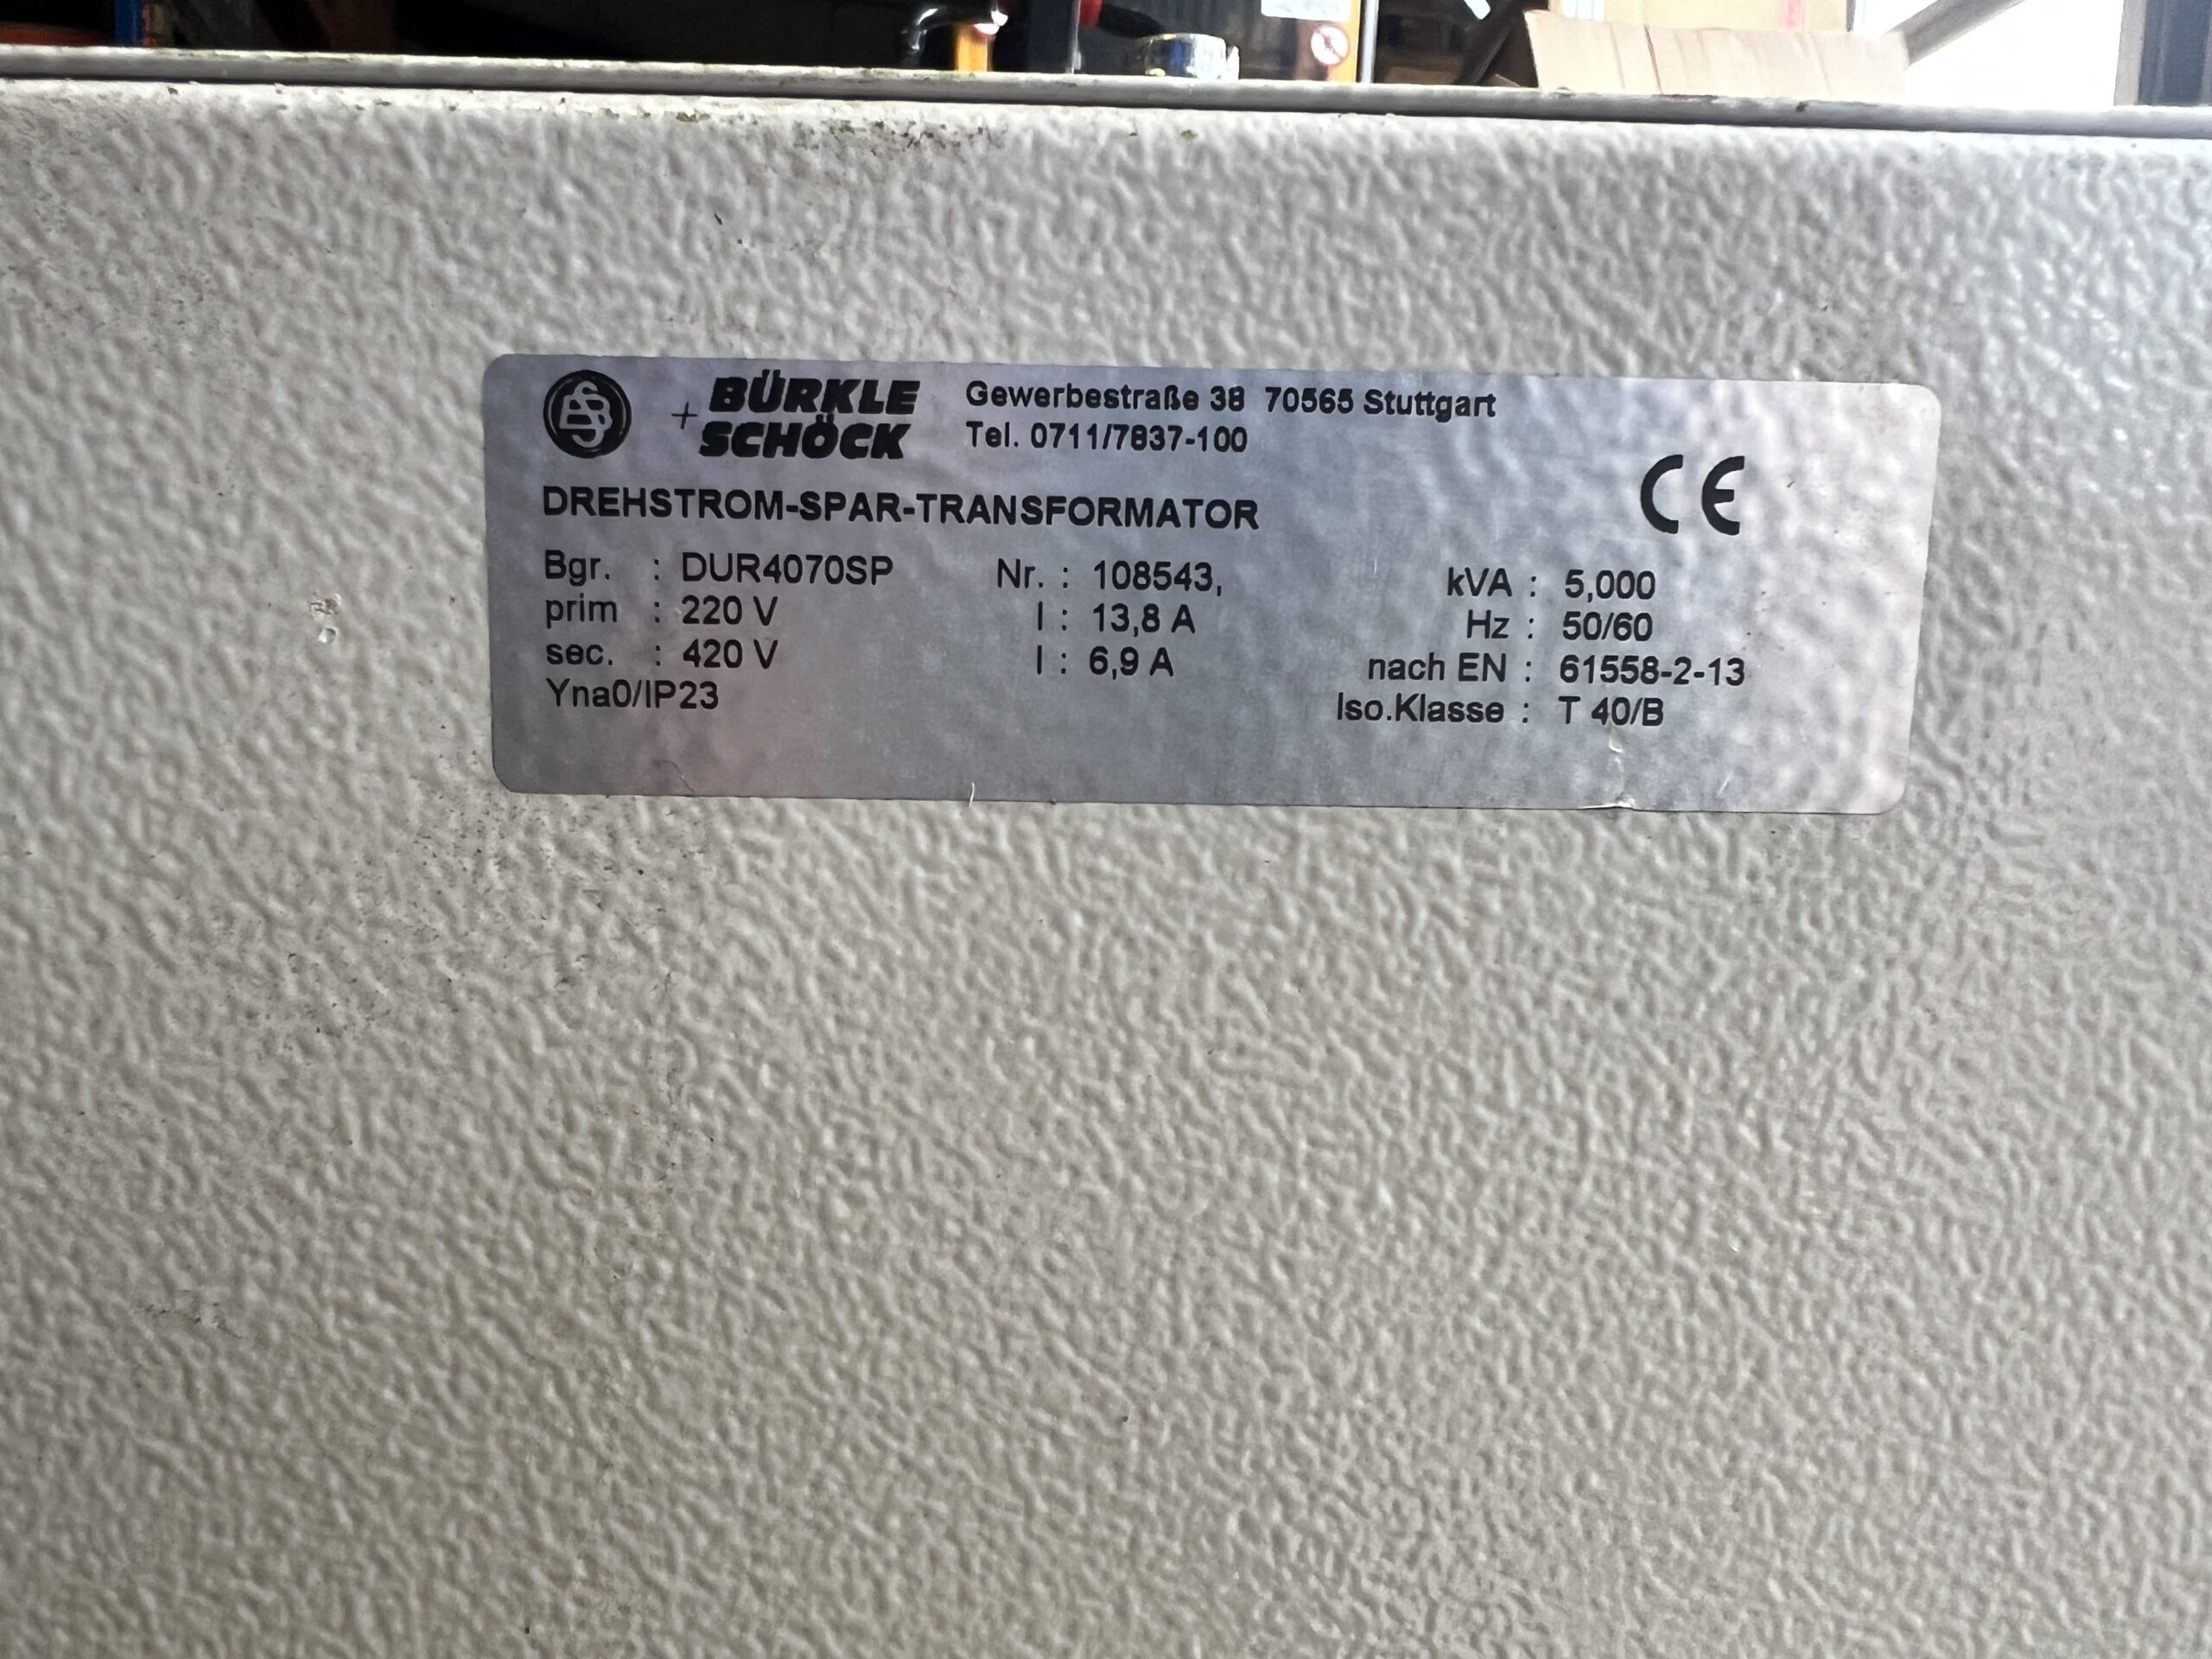 BÜRKLE Gewerbestraße 38 70565 Stuttgart
+ SCHÖCK Tel. 0711/7837-100
CE
DREHSTROM-SPAR-TRANSFORMATOR
Bgr. : DUR4070SP Nr. : 108543, kVA : 5,000
prim : 220 V I : 13,8 A Hz : 50/60
sec. : 420 V I : 6,9 A nach EN : 61558-2-13
Yna0/IP23 Iso.Klasse : T 40/B